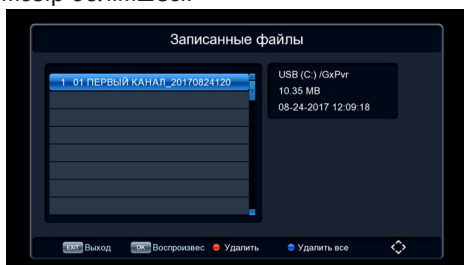 Записанные файлы
1 01 ПЕРВЫЙ КАНАЛ_20170824120
USB (C:) /GxPvr
10.35 MB
08-24-2017 12:09:18
EXIT Выход OK Воспроизвес Удалить Удалить все